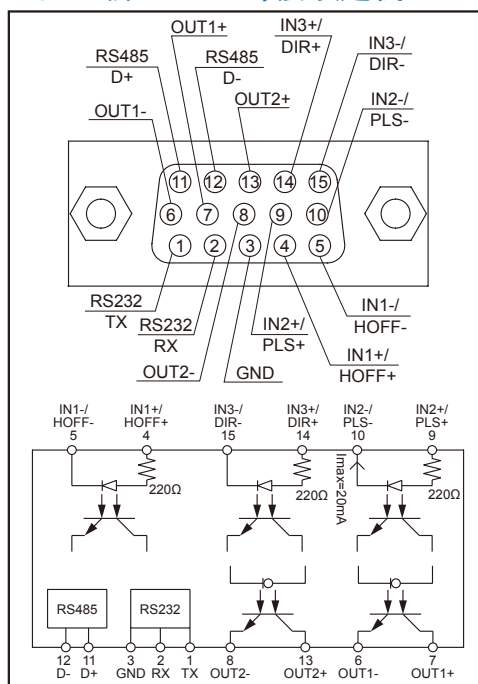 OUT1+
IN3+/
DIR+
RS485
D+
RS485
D-
IN3-/
DIR-
OUT1-
OUT2+
IN2-/
PLS-
11 12 13 14 15
6 7 8 9 10
1 2 3 4 5
RS232
TX
RS232
RX
IN2+/
PLS+
IN1-/
HOFF-
OUT2-
GND
IN1+/
HOFF+
IN1-/
HOFF-
5
IN1+/
HOFF+
4
IN3-/
DIR-
15
IN3+/
DIR+
14
IN2-/
PLS-
10
IN2+/
PLS+
9
220Ω
220Ω
Imax=20mA
220Ω
RS485
RS232
12 11 3 2 1 8 13 6 7
D- D+ GND RX TX OUT2- OUT2+ OUT1- OUT1+